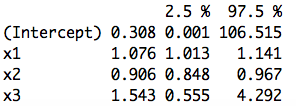 2.5 % 97.5 %
(Intercept) 0.308 0.001 106.515
x1 1.076 1.013 1.141
x2 0.906 0.848 0.967
x3 1.543 0.555 4.292